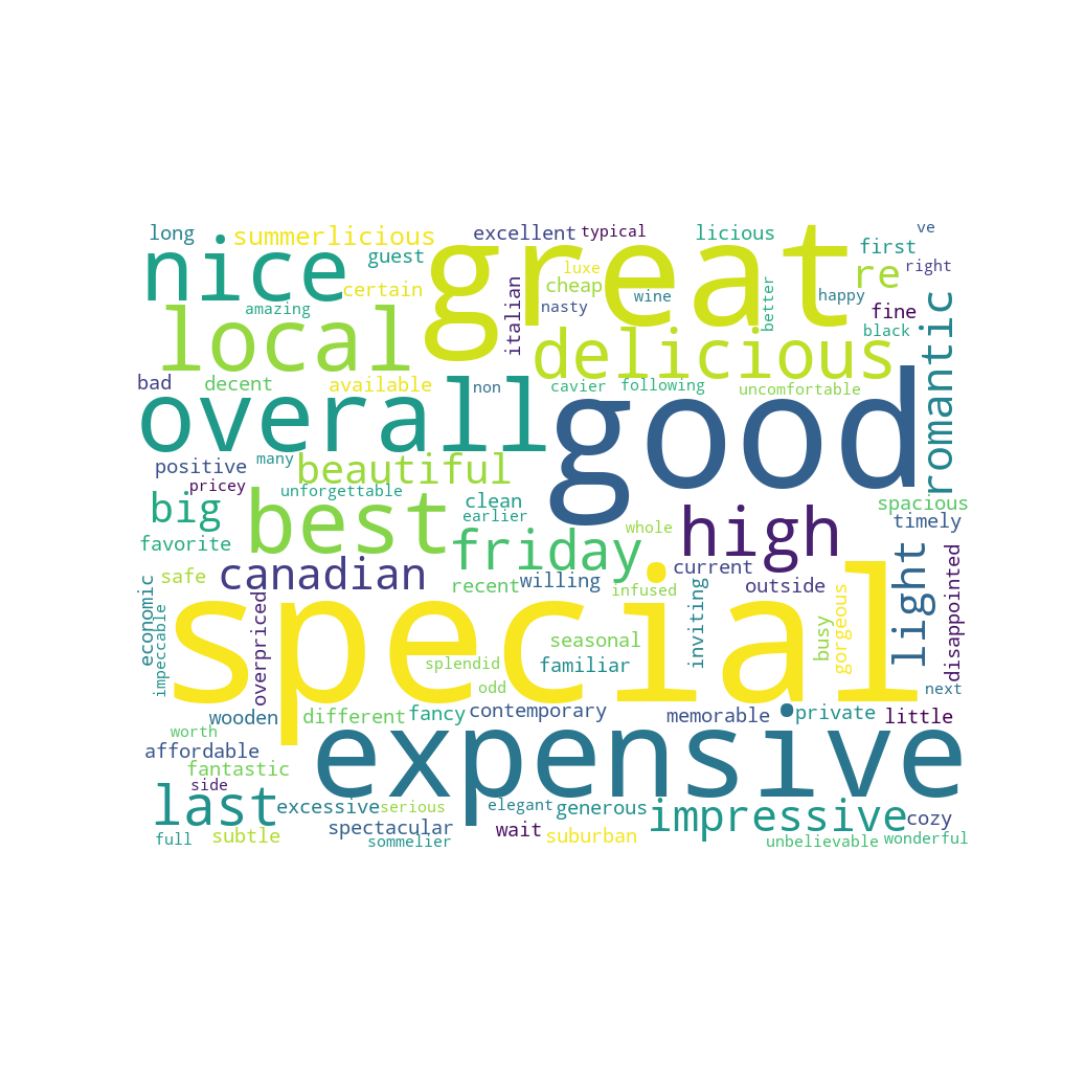 long
summerlicious
excellent
typical
licious
ve
nice
guest
great
first
certain
luxe
cheap
re
right
amazing
italian
nasty
wine
better
happy
romantic
local
delicious
fine
black
bad
decent
available
non
cavier
following
uncomfortable
overall
good
positive
many
beautiful
pricey
unforgettable
big
best
clean
earlier
whole
high
spacious
timely
favorite
friday
light
disappointed
canadian
current
economic
safe
recent
willing
infused
inviting
outside
impeccable
overpriced
special
seasonal
busy
gorgeous
splendid
familiar
odd
next
wooden
different
fancy
contemporary
memorable
private
little
worth
affordable
expensive
fantastic
side
last
excessive
serious
elegant
generous
impressive
cozy
full
subtle
spectacular
sommelier
wait
suburban
unbelievable
wonderful